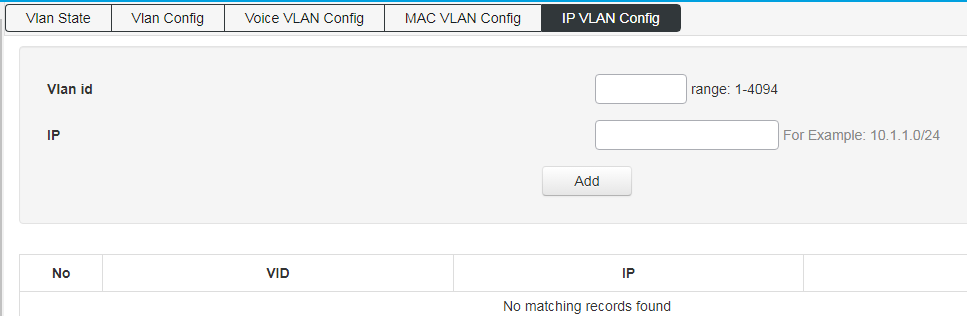 Vlan State Vlan Config Voice VLAN Config MAC VLAN Config IP VLAN Config
Vlan id range: 1-4094
IP For Example: 10.1.1.0/24
Add
No VID IP
No matching records found